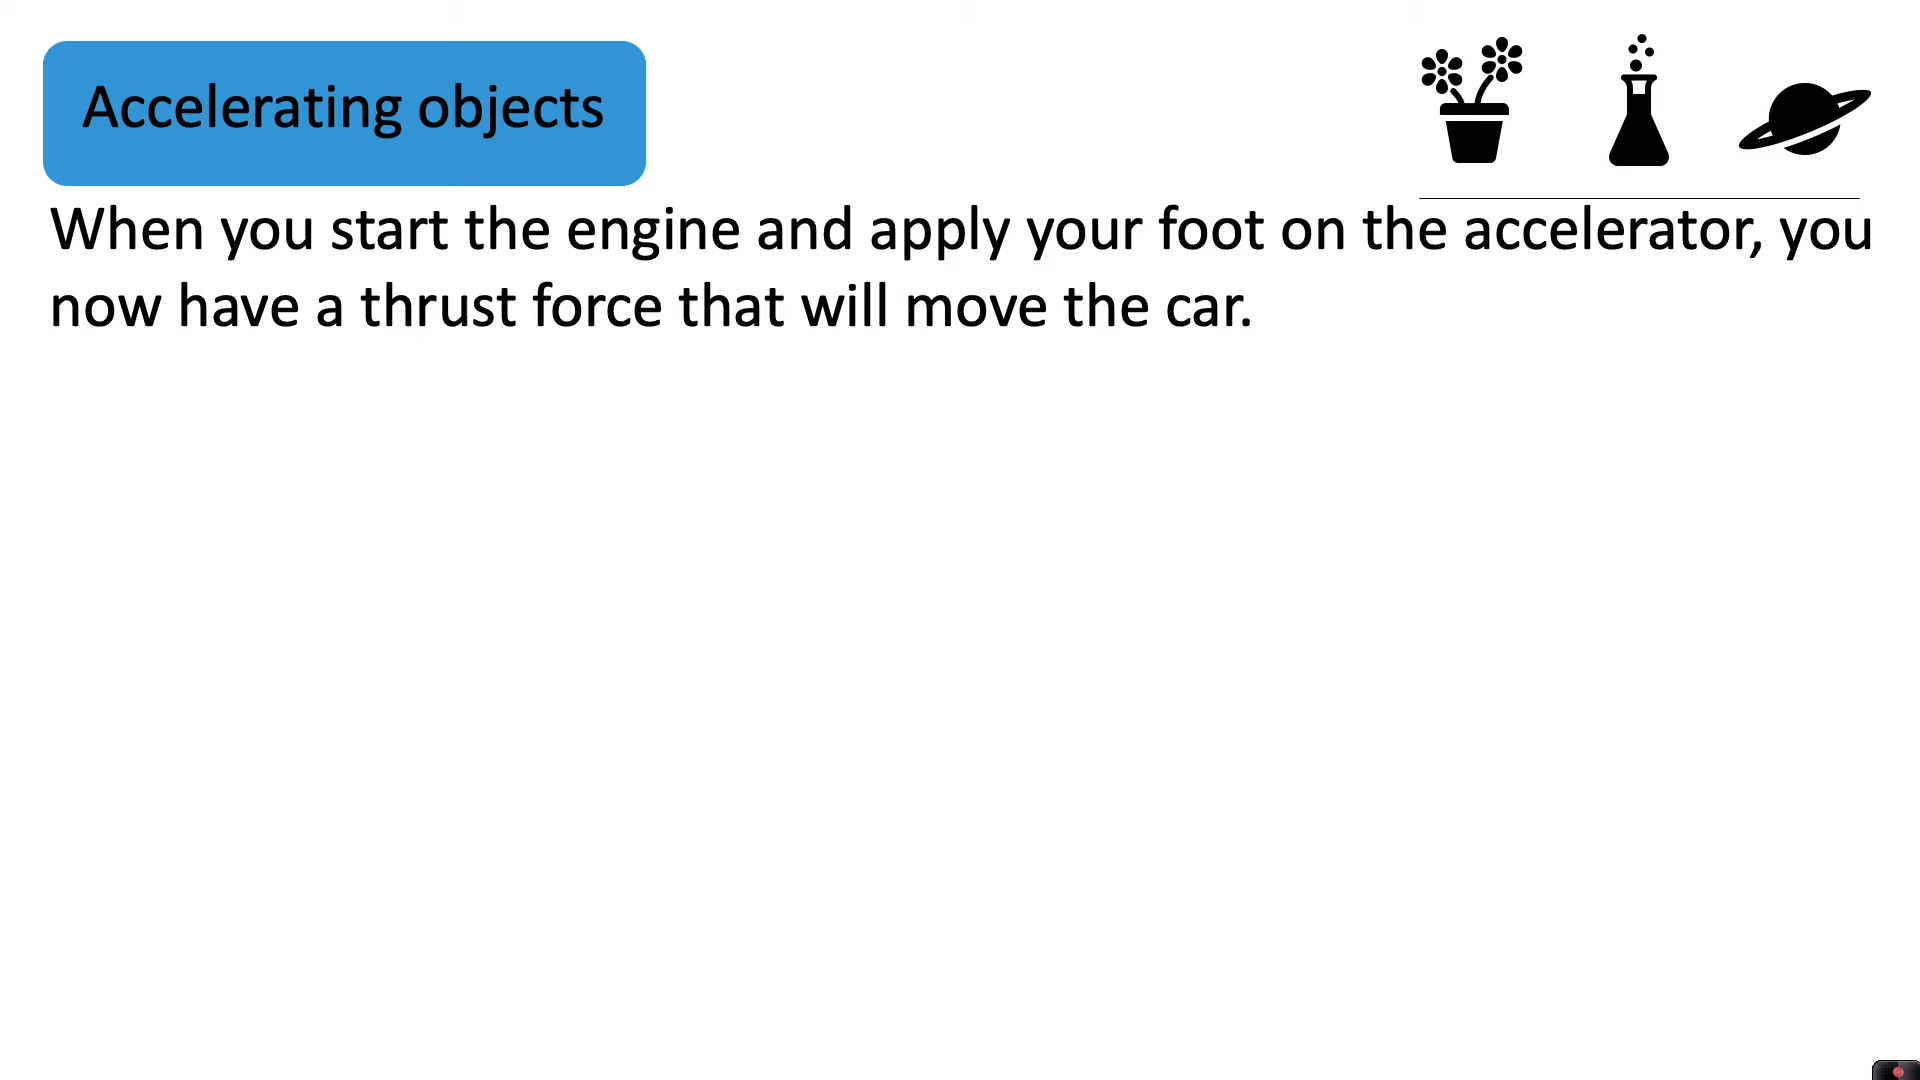 Accelerating objects
When you start the engine and apply your foot on the accelerator, you
now have a thrust force that will move the car.